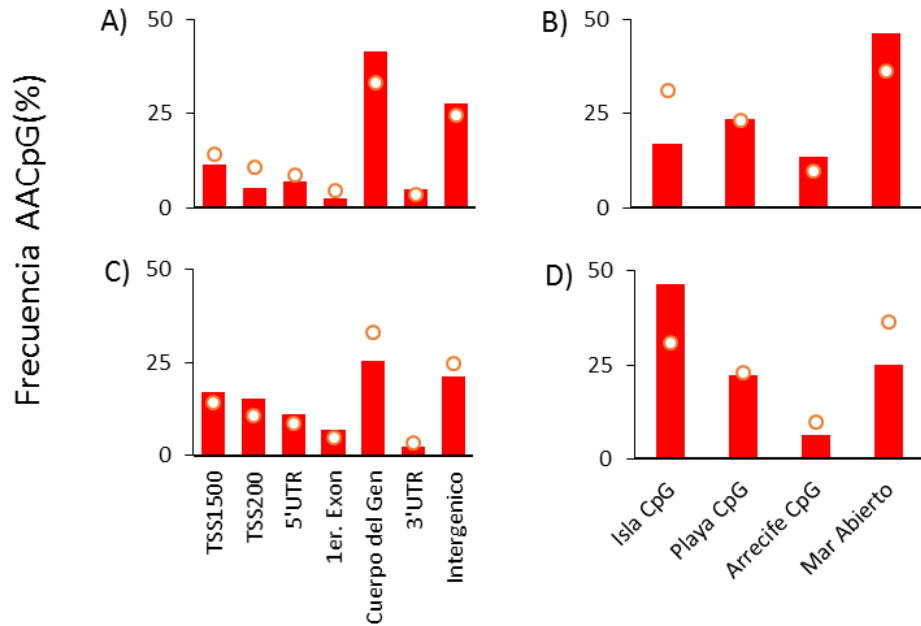 Frecuencia AACpG(%)
A)
50
25
0
B)
50
25
0
C)
50
25
0
TSS1500
TSS200
5'UTR
1er. Exon
Cuerpo del Gen
3'UTR
Intergenico
D)
50
25
0
Isla CpG
Playa CpG
Arrecife CpG
Mar Abierto